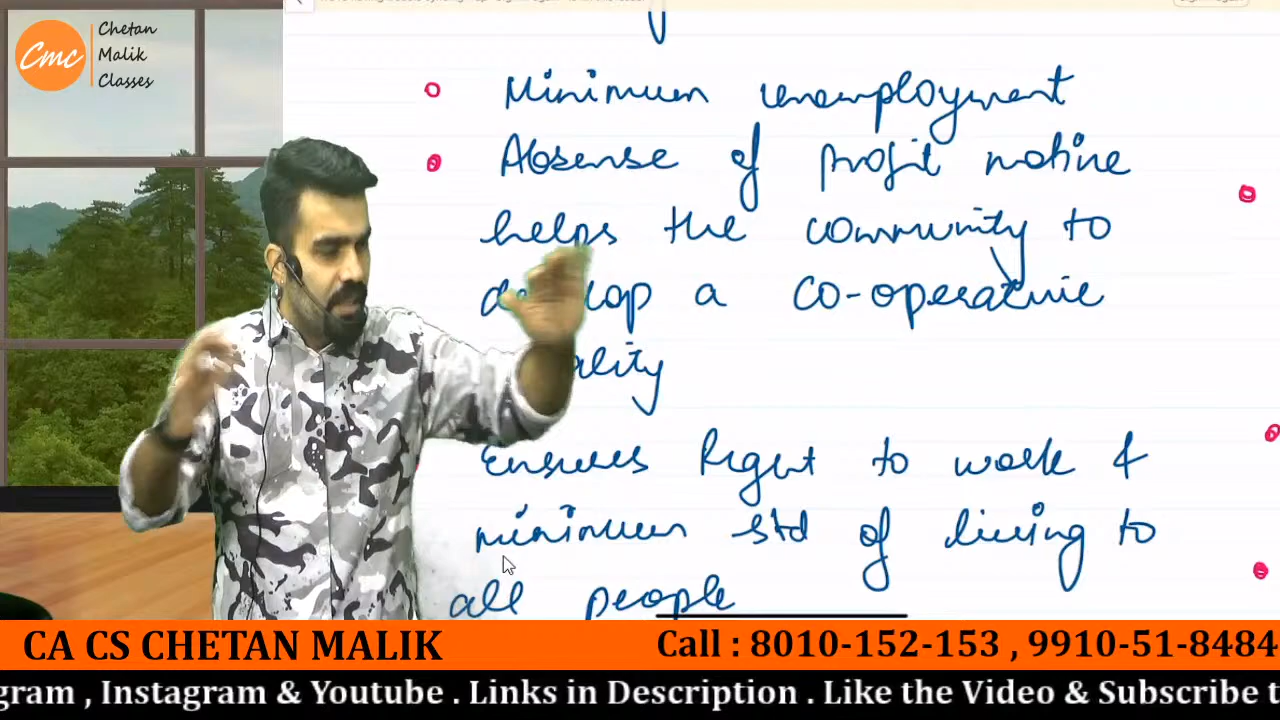 Chetan
Malik
Classes
Cmc
Minimum unemployment
Absense of profit motive
helps the community to
a co-operative
Ensures Right to work &
minimum std of living to
all people
CA CS CHETAN MALIK
Call : 8010-152-153 , 9910-51-8484
gram , Instagram & Youtube . Links in Description . Like the Video & Subscribe t